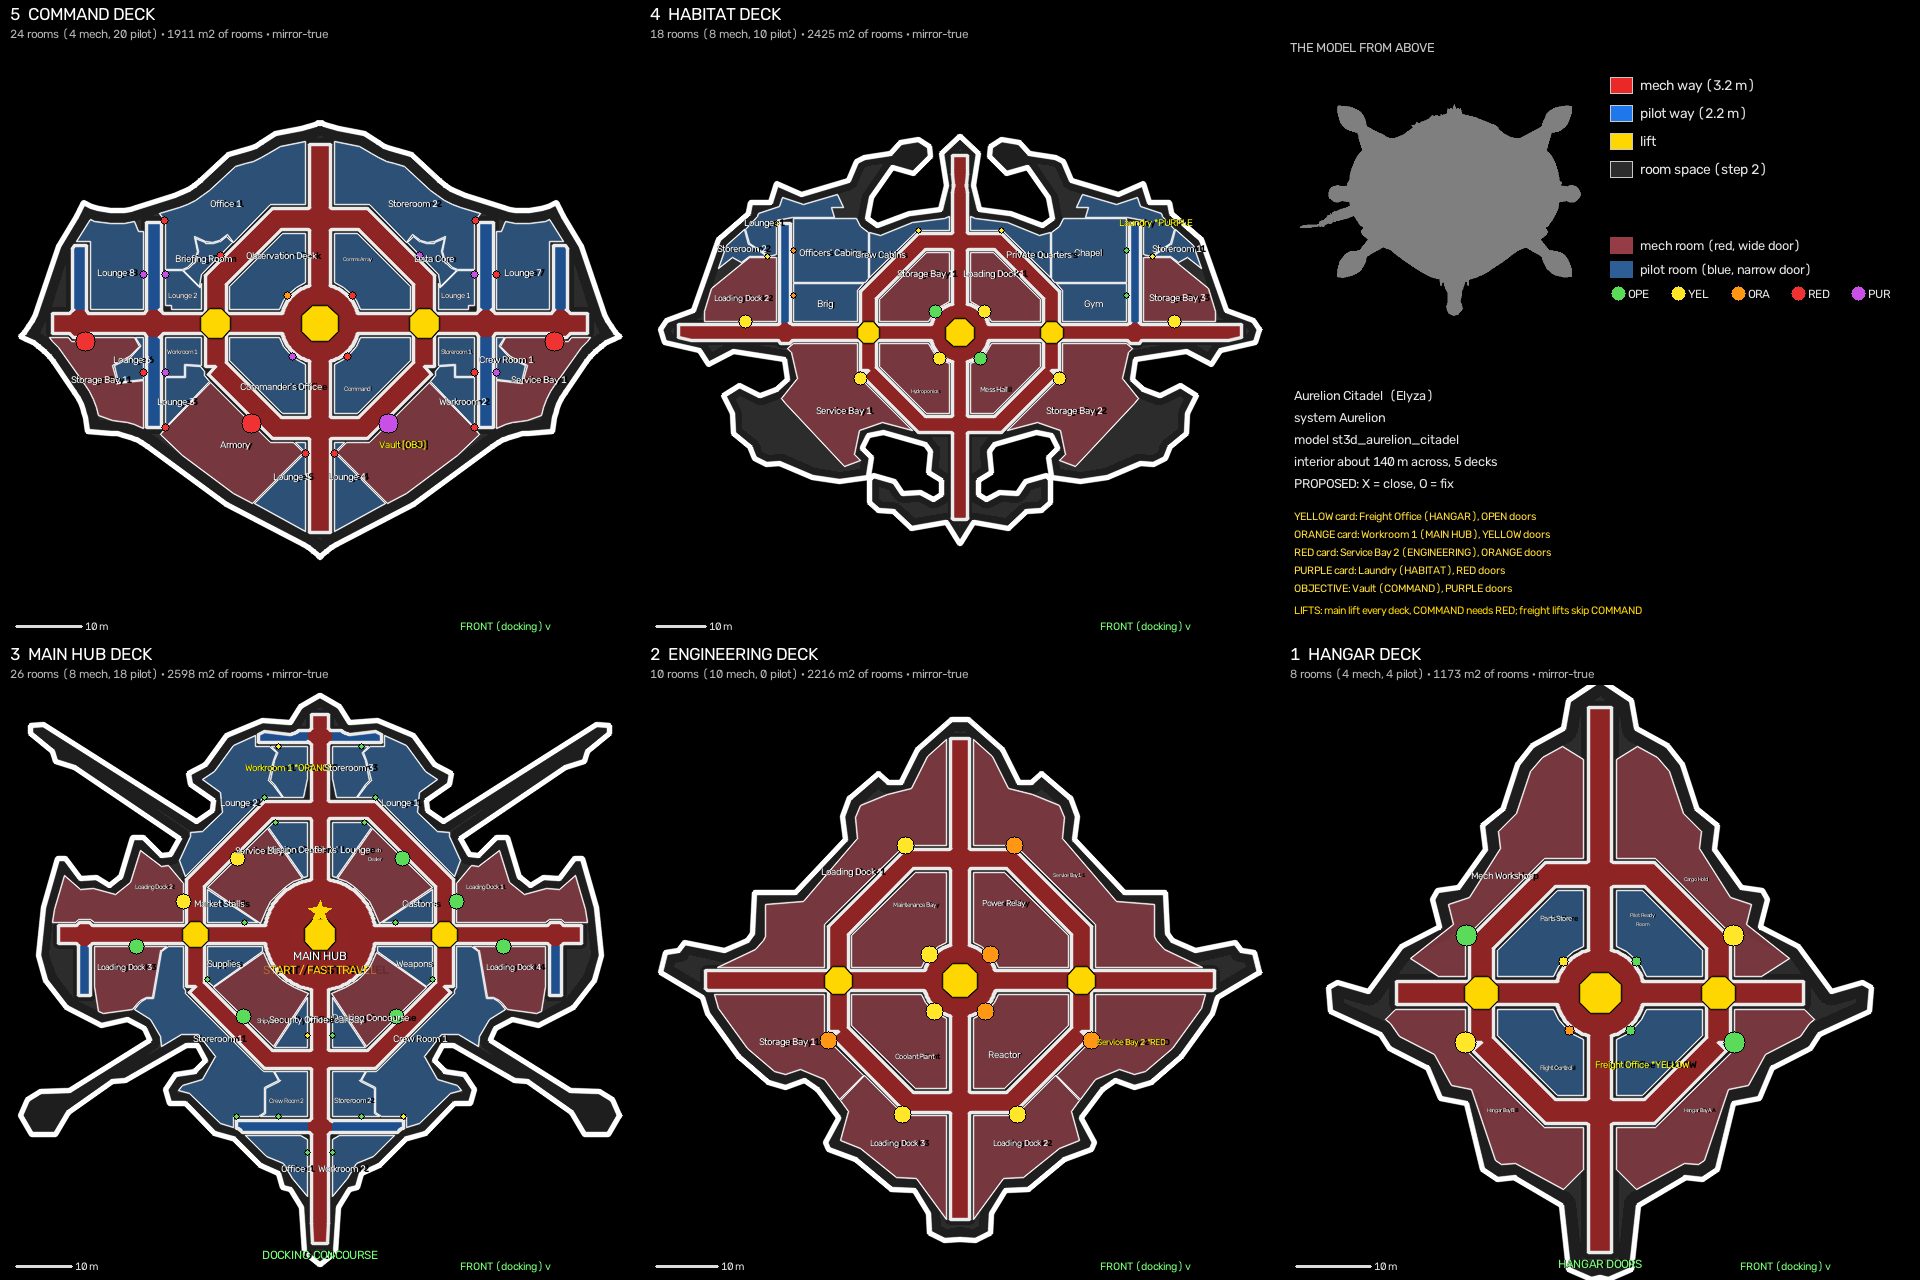 5 COMMAND DECK
24 rooms (4 mech, 20 pilot) • 1911 m2 of rooms • mirror-true
Office 1
Storeroom 2
Briefing Room
Observation Deck
Comms Array
Data Core
Lounge 8
Lounge 7
Lounge 2
Lounge 1
Workroom 1
Storeroom 1
Crew Room 1
Storage Bay 1
Service Bay 1
Commander's Office
Command
Workroom 2
Armory
Vault [OBJ]
10 m
FRONT (docking) v
4 HABITAT DECK
18 rooms (8 mech, 10 pilot) • 2425 m2 of rooms • mirror-true
Laundry *PURPLE
Storeroom 2
Officers' Cabins
Crew Cabins
Private Quarters
Chapel
Storeroom 1
Storage Bay 1
Loading Dock 1
Loading Dock 2
Brig
Gym
Storage Bay 3
Hydroponics
Mess Hall
Service Bay 1
Storage Bay 2
10 m
FRONT (docking) v
THE MODEL FROM ABOVE
mech way (3.2 m)
pilot way (2.2 m)
lift
room space (step 2)
mech room (red, wide door)
pilot room (blue, narrow door)
OPE
YEL
ORA
RED
PUR
Aurelion Citadel (Elyza)
system Aurelion
model st3d_aurelion_citadel
interior about 140 m across, 5 decks
PROPOSED: X = close, O = fix
YELLOW card: Freight Office (HANGAR), OPEN doors
ORANGE card: Workroom 1 (MAIN HUB), YELLOW doors
RED card: Service Bay 2 (ENGINEERING), ORANGE doors
PURPLE card: Laundry (HABITAT), RED doors
OBJECTIVE: Vault (COMMAND), PURPLE doors
LIFTS: main lift every deck, COMMAND needs RED; freight lifts skip COMMAND
3 MAIN HUB DECK
26 rooms (8 mech, 18 pilot) • 2598 m2 of rooms • mirror-true
Workroom 1 *ORANGE
Storeroom 3
Lounge 2
Lounge 1
Mission Center
Lounge
Loading Dock 2
Loading Dock 1
Market Stalls
Customs
MAIN HUB
START / FAST TRAVEL
Loading Dock 3
Supplies
Weapons
Loading Dock 4
Security Office
Docking Concourse
Storeroom 1
Crew Room 1
Crew Room 2
Storeroom 2
Office 1
Workroom 2
DOCKING CONCOURSE
10 m
FRONT (docking) v
2 ENGINEERING DECK
10 rooms (10 mech, 0 pilot) • 2216 m2 of rooms • mirror-true
Loading Dock 1
Service Bay 1
Maintenance Bay
Power Relay
Storage Bay 1
Coolant Plant
Reactor
Service Bay 2 *RED
Loading Dock 3
Loading Dock 2
10 m
FRONT (docking) v
1 HANGAR DECK
8 rooms (4 mech, 4 pilot) • 1173 m2 of rooms • mirror-true
Mech Workshop
Cargo Hold
Parts Store
Pilot Ready
Room
Flight Control
Freight Office *YELLOW
Hangar Bay B
Hangar Bay A
HANGAR DOORS
10 m
FRONT (docking) v